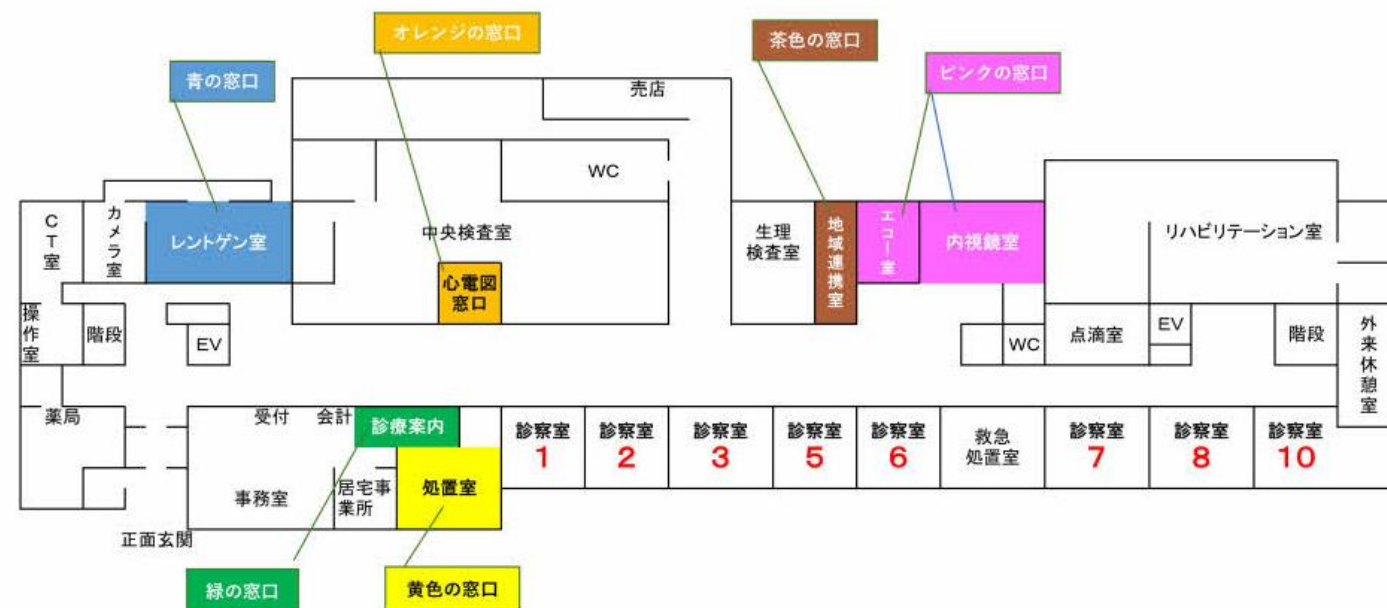 オレンジの窓口
茶色の窓口
ピンクの窓口
青の窓口
売店
WC
CT室
カメラ室
レントゲン室
中央検査室
心電図
窓口
生理
検査室
地域連携室
エコー室
内視鏡室
リハビリテーション室
操作室
階段
EV
WC
点滴室
EV
階段
外来休憩室
薬局
受付
会計
診療案内
診察室
1
診察室
2
診察室
3
診察室
5
診察室
6
救急
処置室
診察室
7
診察室
8
診察室
10
事務室
居宅事
業所
処置室
正面玄関
緑の窓口
黄色の窓口